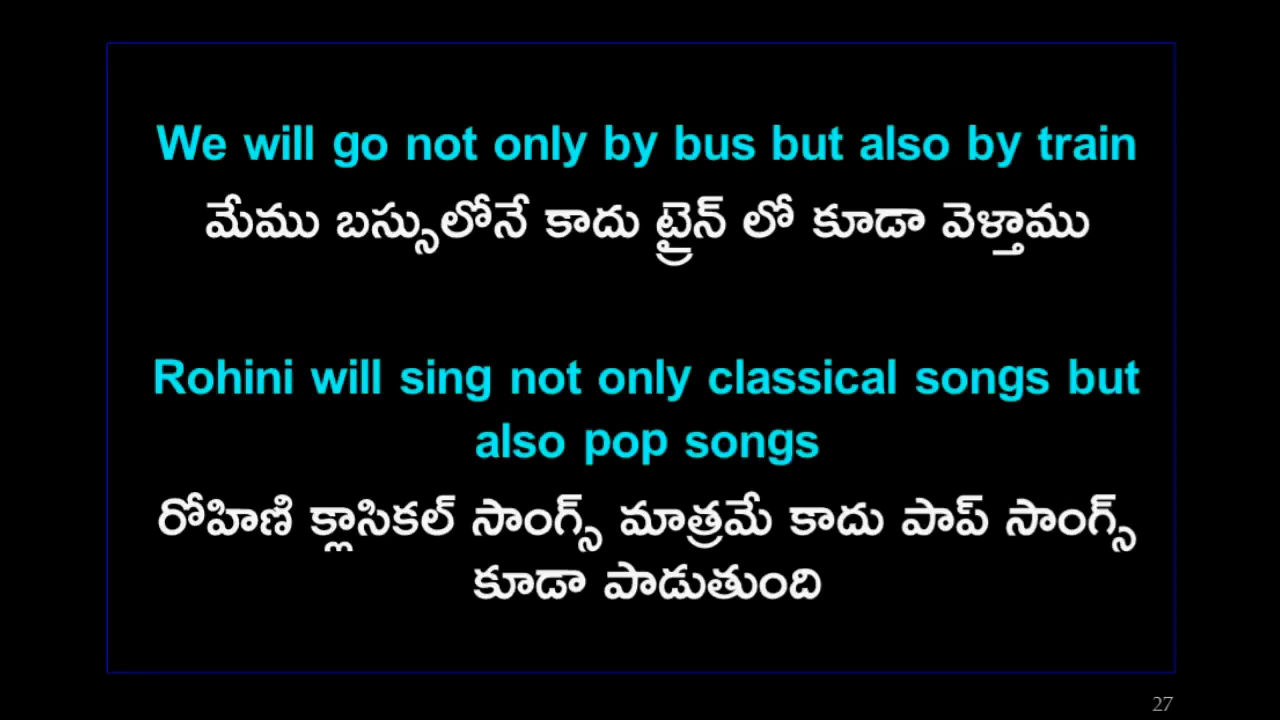 We will go not only by bus but also by train
మేము బస్సులోనే కాదు ట్రైన్ లో కూడా వెళ్తాము
Rohini will sing not only classical songs but
also pop songs
రోహిణి క్లాసికల్ సాంగ్స్ మాత్రమే కాదు పాప్ సాంగ్స్
కూడా పాడుతుంది
27